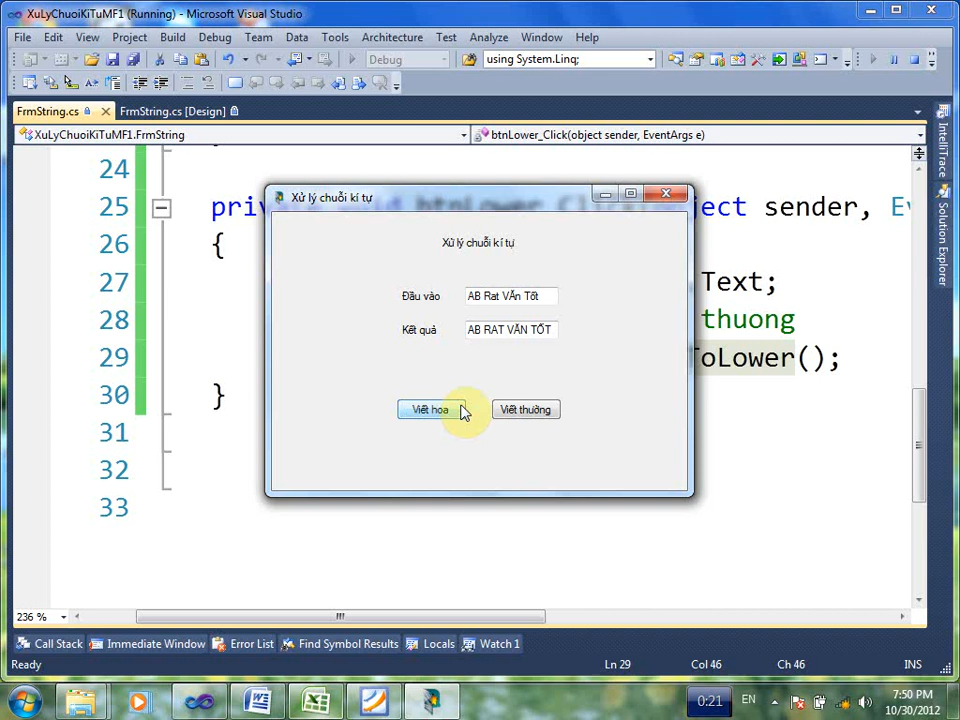 XuLyChuoiKiTuMF1 (Running) - Microsoft Visual Studio
File Edit View Project Build Debug Team Data Tools Architecture Test Analyze Window Help
Debug using System.Linq;
FrmString.cs FrmString.cs [Design]
XuLyChuoiKiTuMF1.FrmString btnLower_Click(object sender, EventArgs e)
24
25 private void btnLower_Click(object sender, Ev
26 {
27 Text;
28 thuong
29 ToLower();
30 }
31
32
33
Xử lý chuỗi kí tự
Xử lý chuỗi kí tự
Đầu vào AB Rat VĂn Tốt
Kết quả AB RAT VĂN TỐT
Viết hoa Viết thường
IntelliTrace
Solution Explorer
236 %
Call Stack Immediate Window Error List Find Symbol Results Locals Watch 1
Ready Ln 29 Col 46 Ch 46 INS
0:21 EN 7:50 PM
10/30/2012